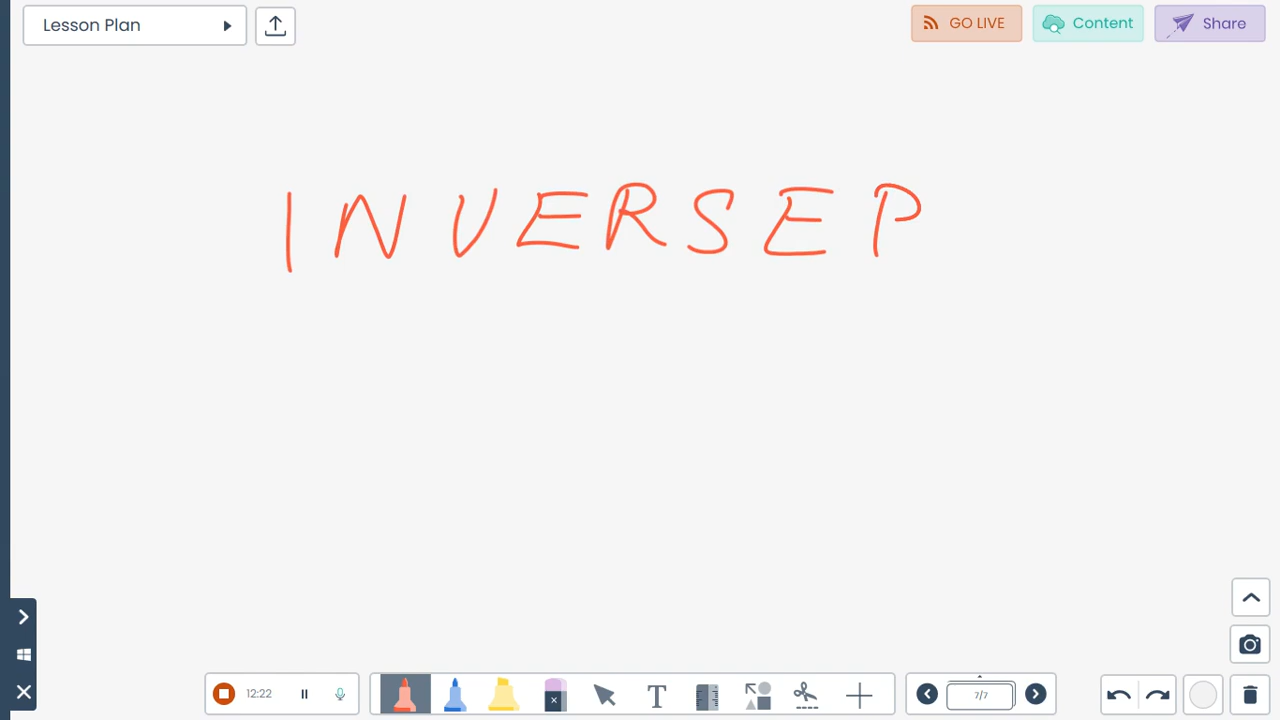 Lesson Plan
GO LIVE
Content
Share
INVERSEP
12:22
T
7/7